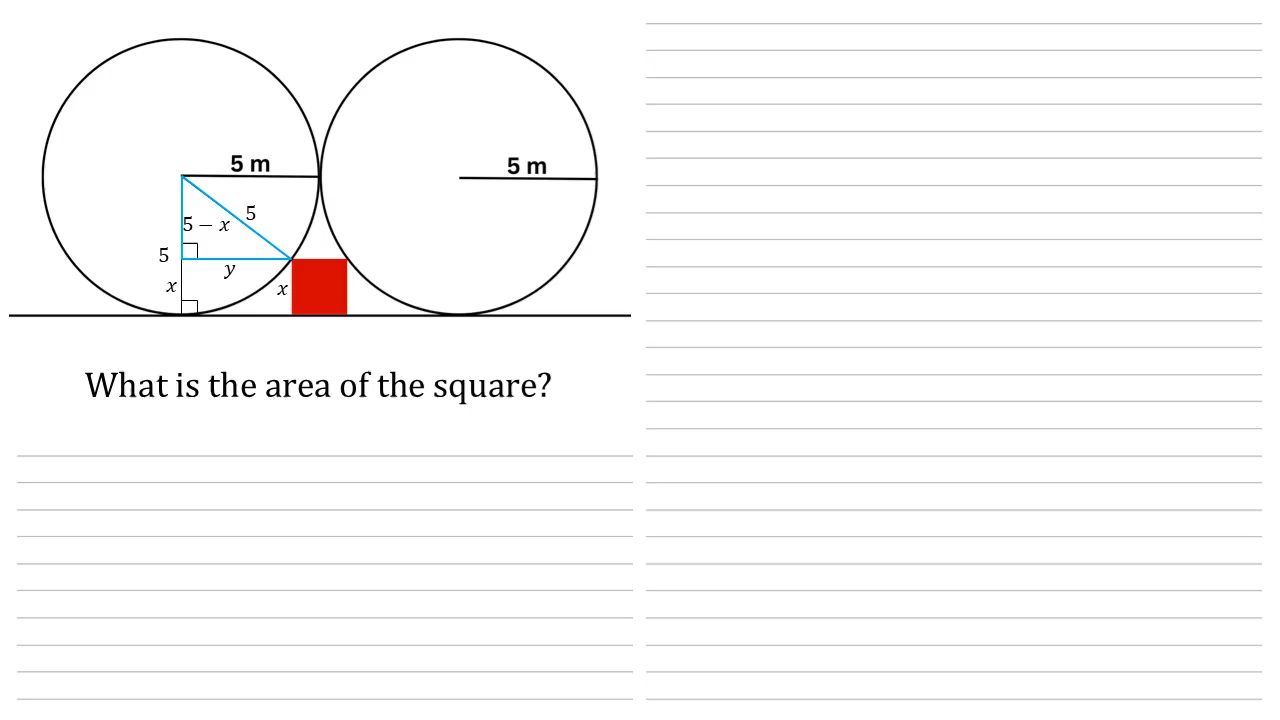 5 m
5 m
5
5 − x
5
y
x
x
What is the area of the square?